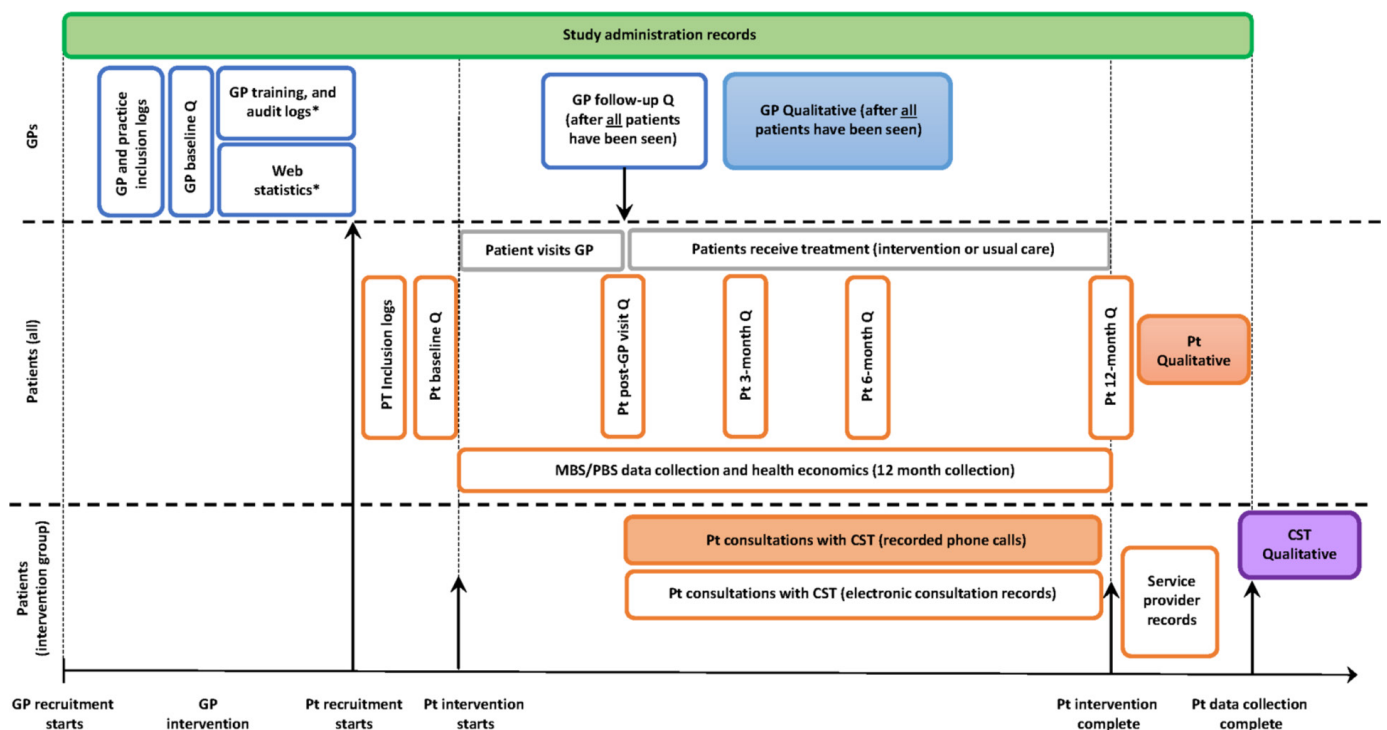 Study administration records
GPs
GP and practice
inclusion logs
GP baseline Q
GP training, and
audit logs*
Web
statistics*
GP follow-up Q
(after all patients
have been seen)
GP Qualitative (after all
patients have been seen)
Patients (all)
Patient visits GP
Patients receive treatment (intervention or usual care)
PT Inclusion logs
Pt baseline Q
Pt post-GP visit Q
Pt 3-month Q
Pt 6-month Q
Pt 12-month Q
Pt
Qualitative
MBS/PBS data collection and health economics (12 month collection)
Patients
(intervention group)
Pt consultations with CST (recorded phone calls)
Pt consultations with CST (electronic consultation records)
Service
provider
records
CST
Qualitative
GP recruitment
starts
GP
intervention
Pt recruitment
starts
Pt intervention
starts
Pt intervention
complete
Pt data collection
complete